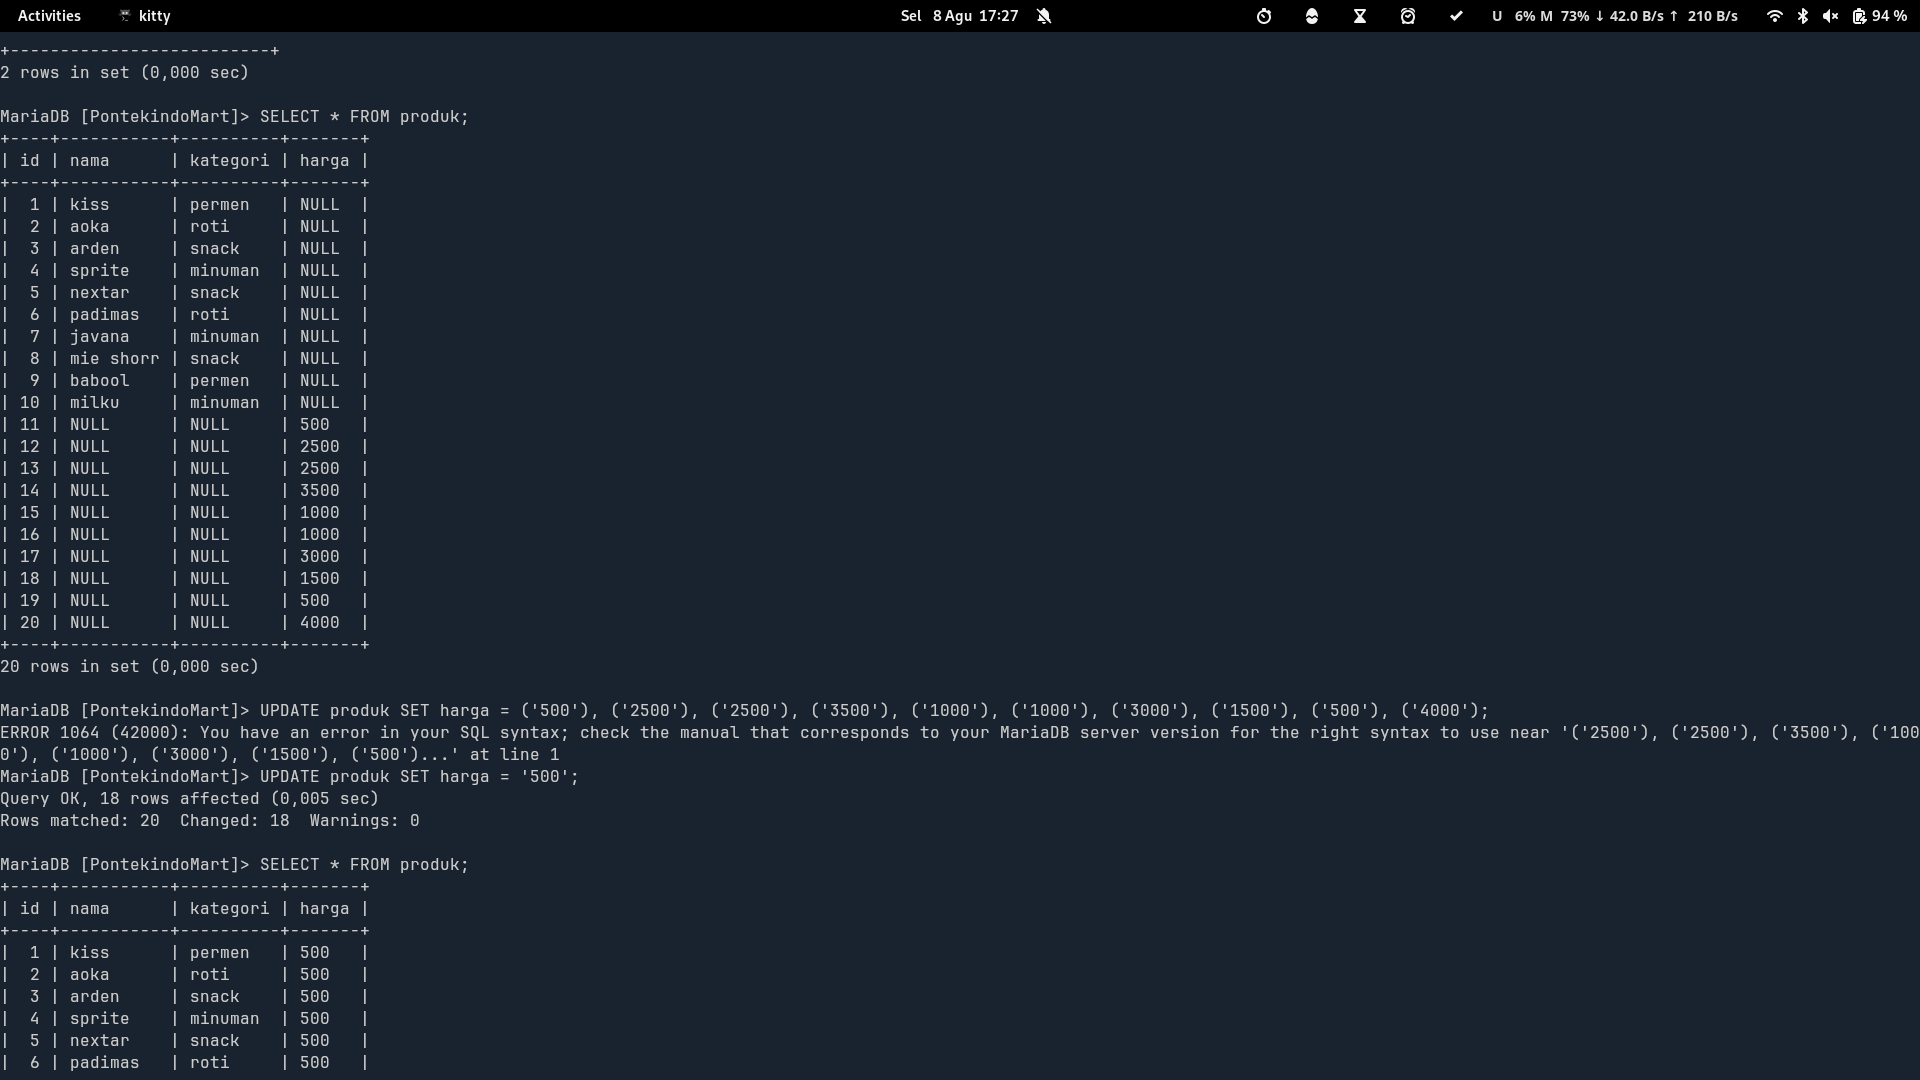 Activities kitty Sel 8 Agu 17:27 U 6% M 73% ↓ 42.0 B/s ↑ 210 B/s 94 %
+--------------------------+
2 rows in set (0,000 sec)
MariaDB [PontekindoMart]> SELECT * FROM produk;
+----+-----------+----------+-------+
| id | nama      | kategori | harga |
+----+-----------+----------+-------+
|  1 | kiss      | permen   | NULL  |
|  2 | aoka      | roti     | NULL  |
|  3 | arden     | snack    | NULL  |
|  4 | sprite    | minuman  | NULL  |
|  5 | nextar    | snack    | NULL  |
|  6 | padimas   | roti     | NULL  |
|  7 | javana    | minuman  | NULL  |
|  8 | mie shorr | snack    | NULL  |
|  9 | babool    | permen   | NULL  |
| 10 | milku     | minuman  | NULL  |
| 11 | NULL      | NULL     | 500   |
| 12 | NULL      | NULL     | 2500  |
| 13 | NULL      | NULL     | 2500  |
| 14 | NULL      | NULL     | 3500  |
| 15 | NULL      | NULL     | 1000  |
| 16 | NULL      | NULL     | 1000  |
| 17 | NULL      | NULL     | 3000  |
| 18 | NULL      | NULL     | 1500  |
| 19 | NULL      | NULL     | 500   |
| 20 | NULL      | NULL     | 4000  |
+----+-----------+----------+-------+
20 rows in set (0,000 sec)
MariaDB [PontekindoMart]> UPDATE produk SET harga = ('500'), ('2500'), ('2500'), ('3500'), ('1000'), ('1000'), ('3000'), ('1500'), ('500'), ('4000');
ERROR 1064 (42000): You have an error in your SQL syntax; check the manual that corresponds to your MariaDB server version for the right syntax to use near '('2500'), ('2500'), ('3500'), ('100
0'), ('1000'), ('3000'), ('1500'), ('500')...' at line 1
MariaDB [PontekindoMart]> UPDATE produk SET harga = '500';
Query OK, 18 rows affected (0,005 sec)
Rows matched: 20  Changed: 18  Warnings: 0
MariaDB [PontekindoMart]> SELECT * FROM produk;
+----+-----------+----------+-------+
| id | nama      | kategori | harga |
+----+-----------+----------+-------+
|  1 | kiss      | permen   | 500   |
|  2 | aoka      | roti     | 500   |
|  3 | arden     | snack    | 500   |
|  4 | sprite    | minuman  | 500   |
|  5 | nextar    | snack    | 500   |
|  6 | padimas   | roti     | 500   |